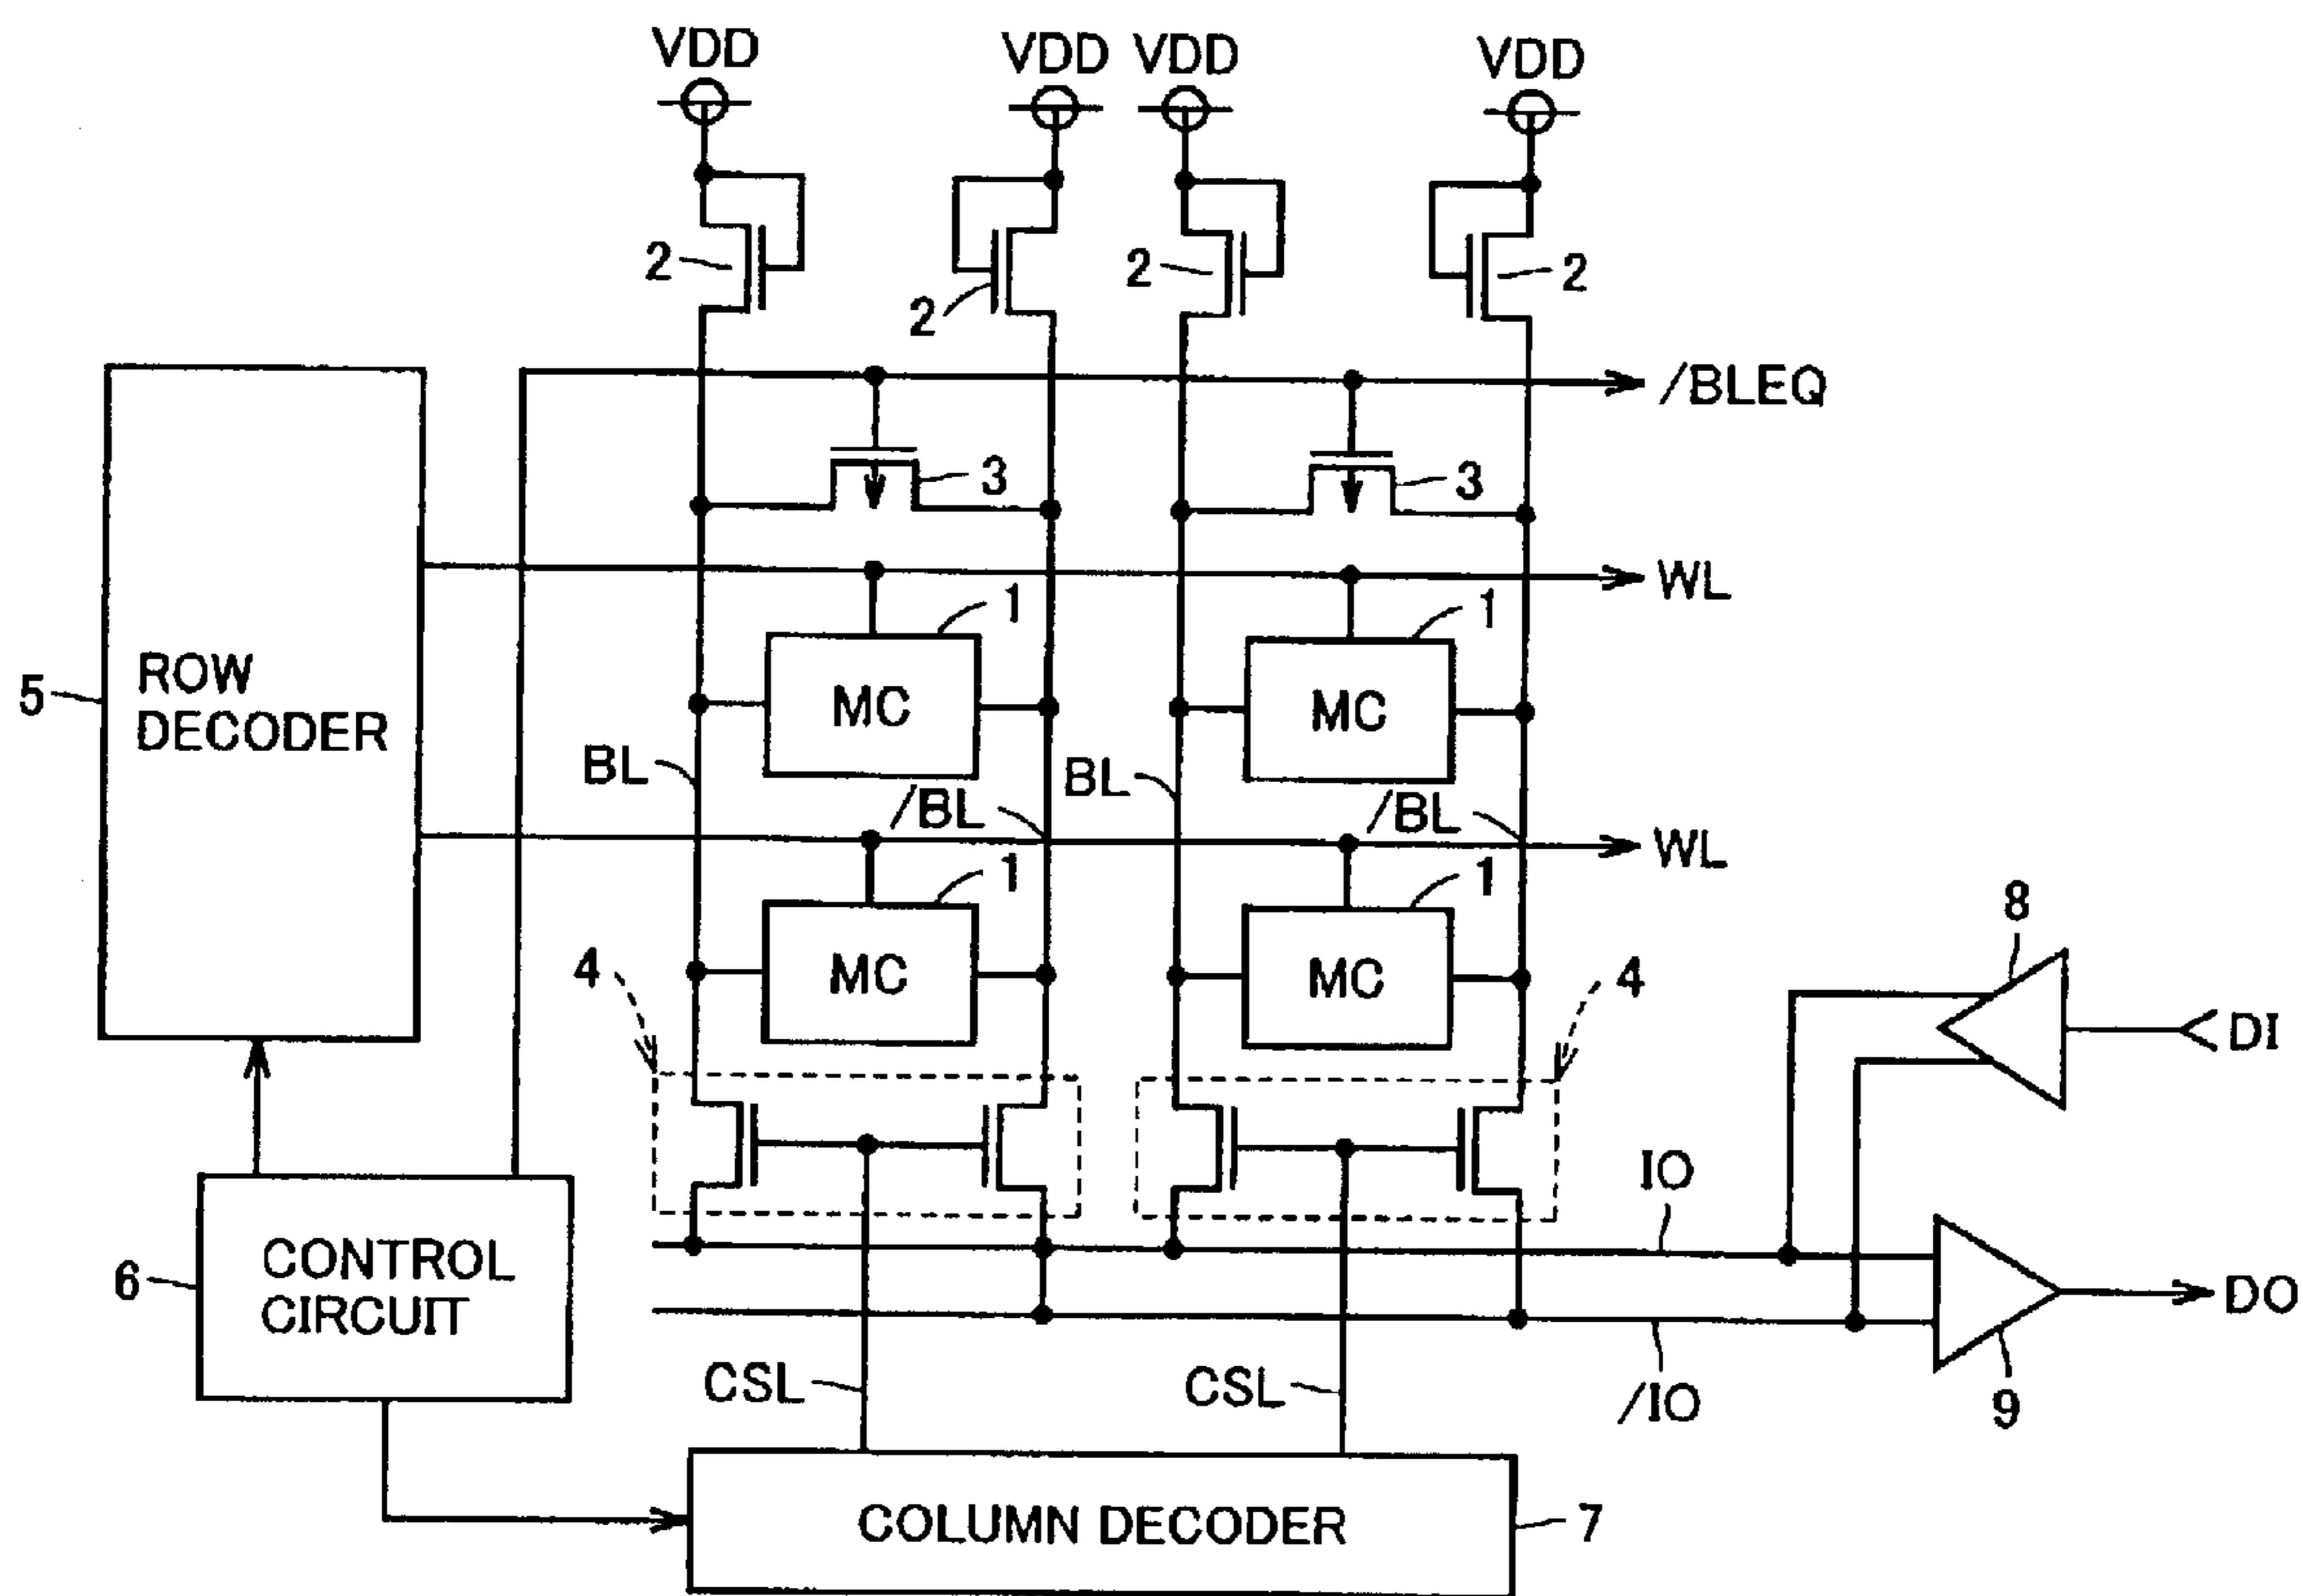 VDD VDD VDD VDD
2 2 2 2
/BLEQ
3 3
WL
1 1
5 ROW MC MC
DECODER
BL /BL BL /BL
WL
1 1
8
4 MC MC 4
DI
IO
6 CONTROL
CIRCUIT
DO
CSL CSL /IO 9
COLUMN DECODER 7